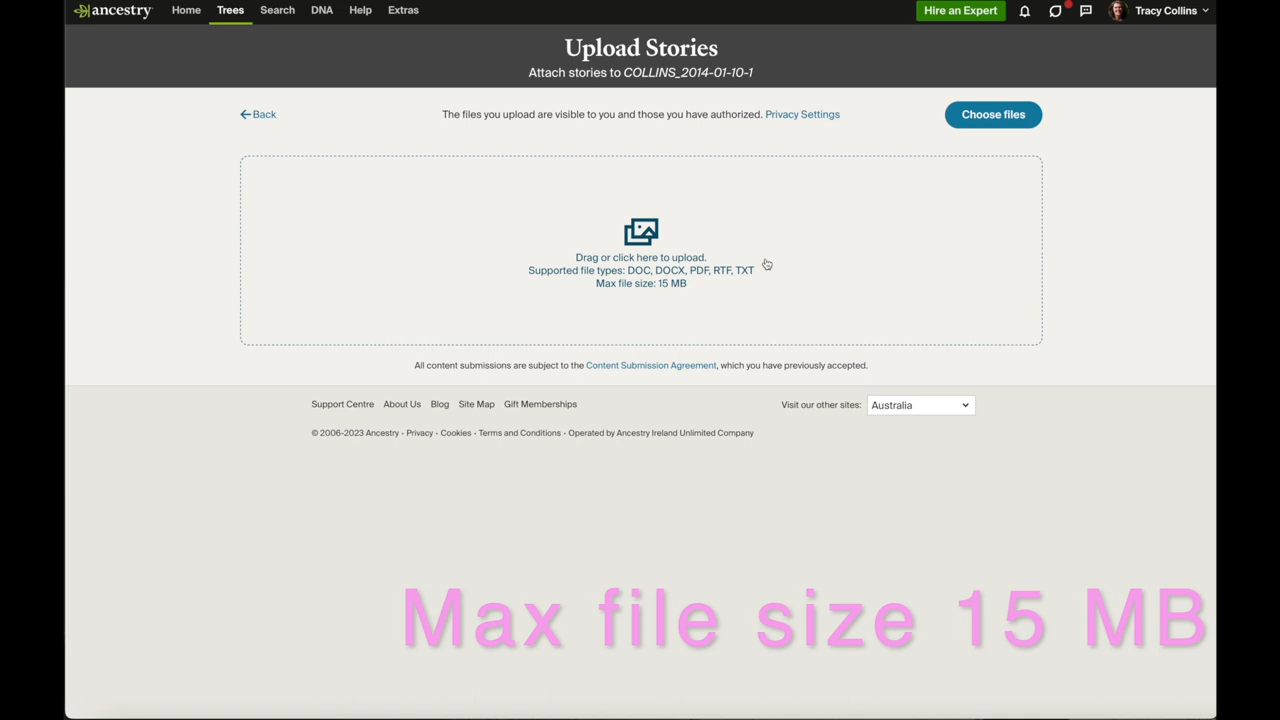 ancestry Home Trees Search DNA Help Extras Hire an Expert Tracy Collins
Upload Stories
Attach stories to COLLINS_2014-01-10-1
Back The files you upload are visible to you and those you have authorized. Privacy Settings Choose files
Drag or click here to upload.
Supported file types: DOC, DOCX, PDF, RTF, TXT
Max file size: 15 MB
All content submissions are subject to the Content Submission Agreement, which you have previously accepted.
Support Centre About Us Blog Site Map Gift Memberships Visit our other sites: Australia
© 2006-2023 Ancestry · Privacy · Cookies · Terms and Conditions · Operated by Ancestry Ireland Unlimited Company
Max file size 15 MB